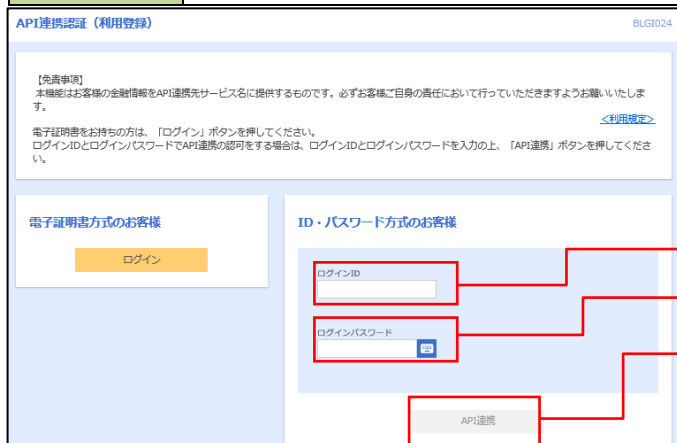 API連携認証（利用登録）
BLGI024
【免責事項】
本機能はお客様の金融情報をAPI連携先サービス名に提供するものです。必ずお客様ご自身の責任において行っていただきますようお願いいたしま
す。
<利用規定>
電子証明書をお持ちの方は、「ログイン」ボタンを押してください。
ログインIDとログインパスワードでAPI連携の認可をする場合は、ログインIDとログインパスワードを入力の上、「API連携」ボタンを押してくださ
い。
電子証明書方式のお客様
ID・パスワード方式のお客様
ログイン
ログインID
ログインパスワード
API連携